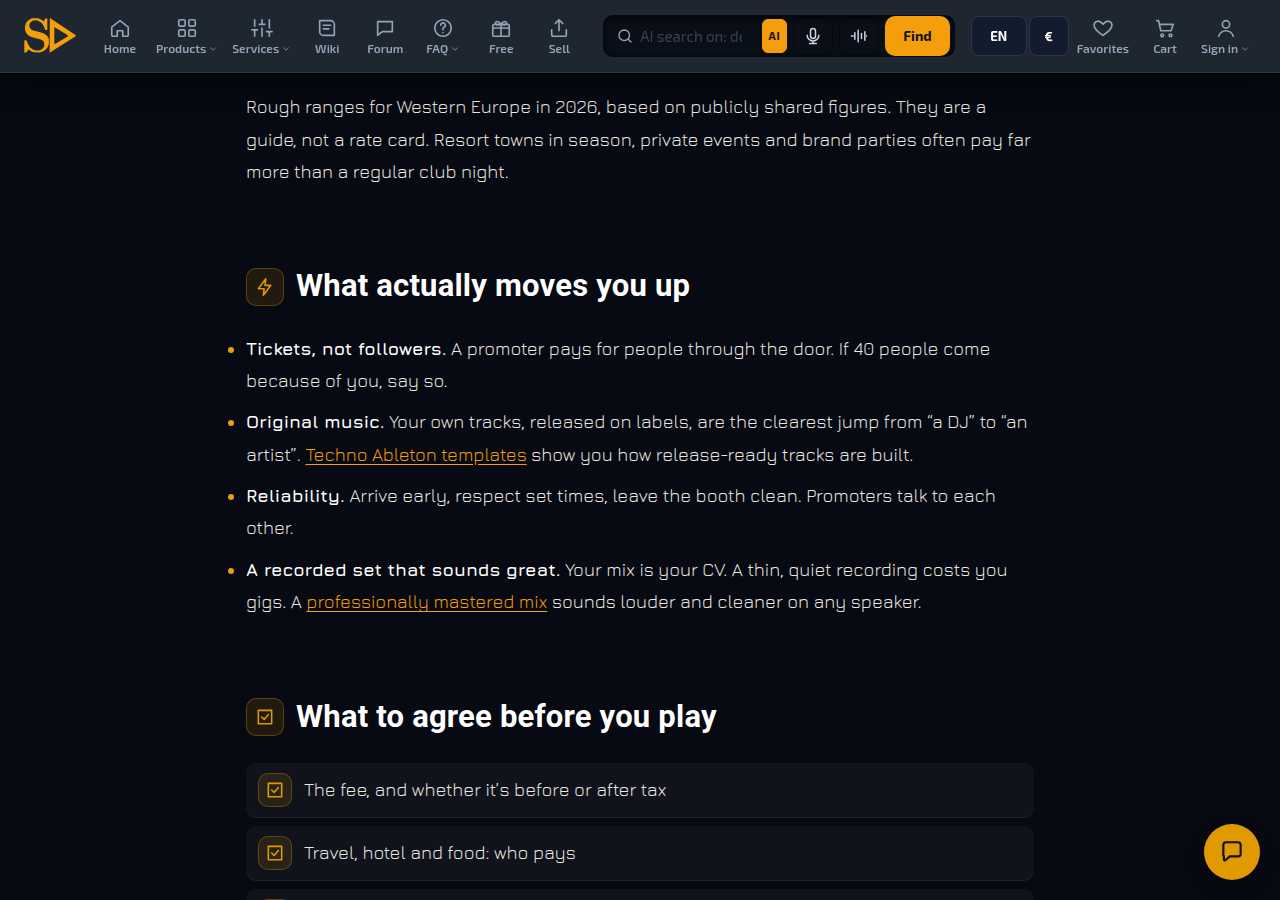 SD
Home
Products
Services
Wiki
Forum
FAQ
Free
Sell
AI search on:
AI
Find
EN
€
Favorites
Cart
Sign in
Rough ranges for Western Europe in 2026, based on publicly shared figures. They are a
guide, not a rate card. Resort towns in season, private events and brand parties often pay far
more than a regular club night.
What actually moves you up
Tickets, not followers. A promoter pays for people through the door. If 40 people come
because of you, say so.
Original music. Your own tracks, released on labels, are the clearest jump from “a DJ” to “an
artist”. Techno Ableton templates show you how release-ready tracks are built.
Reliability. Arrive early, respect set times, leave the booth clean. Promoters talk to each
other.
A recorded set that sounds great. Your mix is your CV. A thin, quiet recording costs you
gigs. A professionally mastered mix sounds louder and cleaner on any speaker.
What to agree before you play
The fee, and whether it’s before or after tax
Travel, hotel and food: who pays